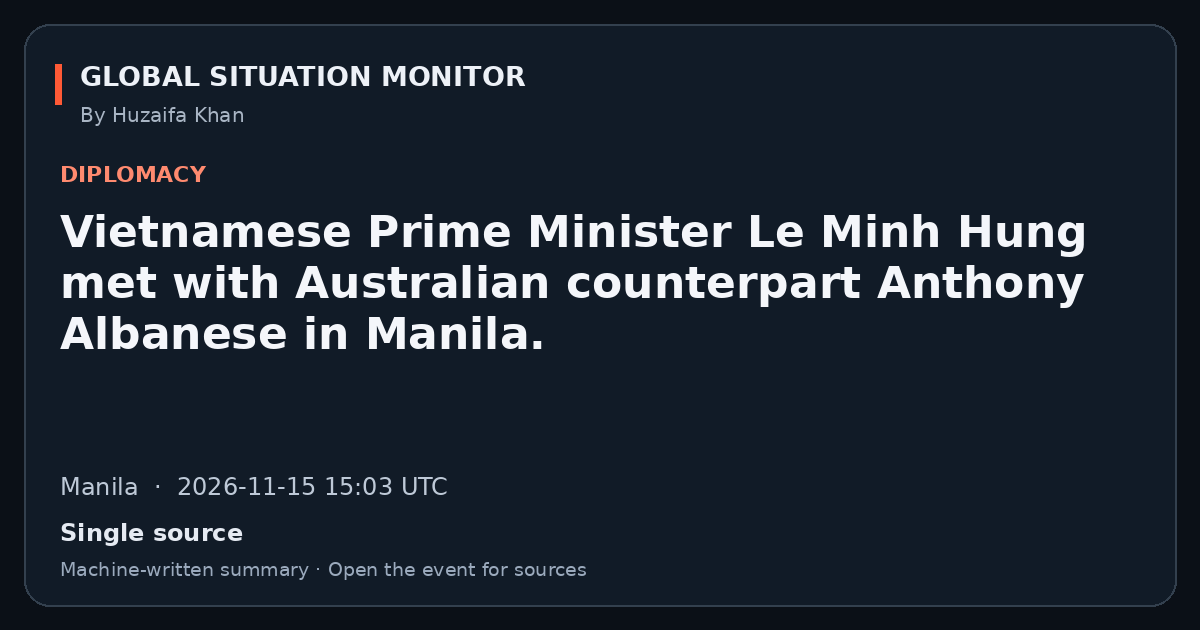 GLOBAL SITUATION MONITOR
By Huzaifa Khan
DIPLOMACY
Vietnamese Prime Minister Le Minh Hung
met with Australian counterpart Anthony
Albanese in Manila.
Manila · 2026-11-15 15:03 UTC
Single source
Machine-written summary · Open the event for sources